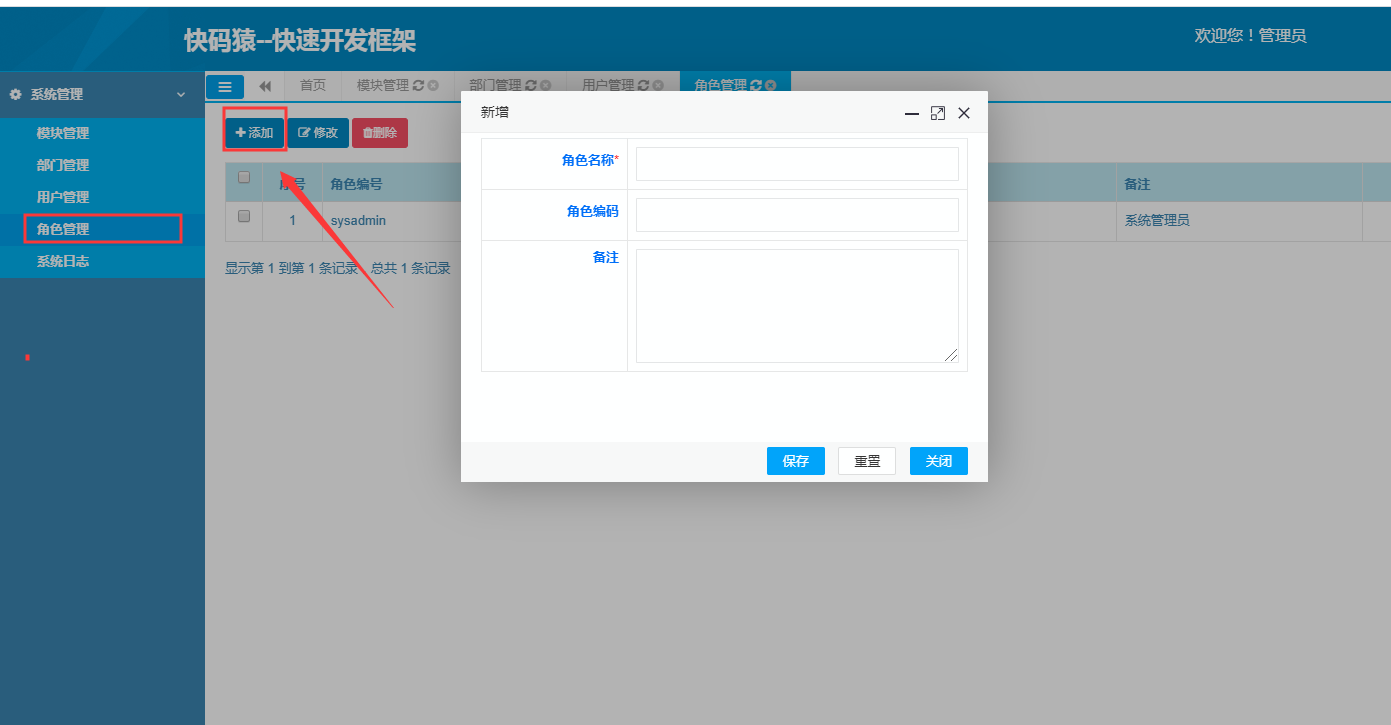 快码猿--快速开发框架
欢迎您！管理员
系统管理
模块管理
部门管理
用户管理
角色管理
系统日志
首页 模块管理 部门管理 用户管理 角色管理
添加 修改 删除
序号 角色编号 备注
1 sysadmin 系统管理员
显示第 1 到第 1 条记录 总共 1 条记录
新增
角色名称*
角色编码
备注
保存 重置 关闭